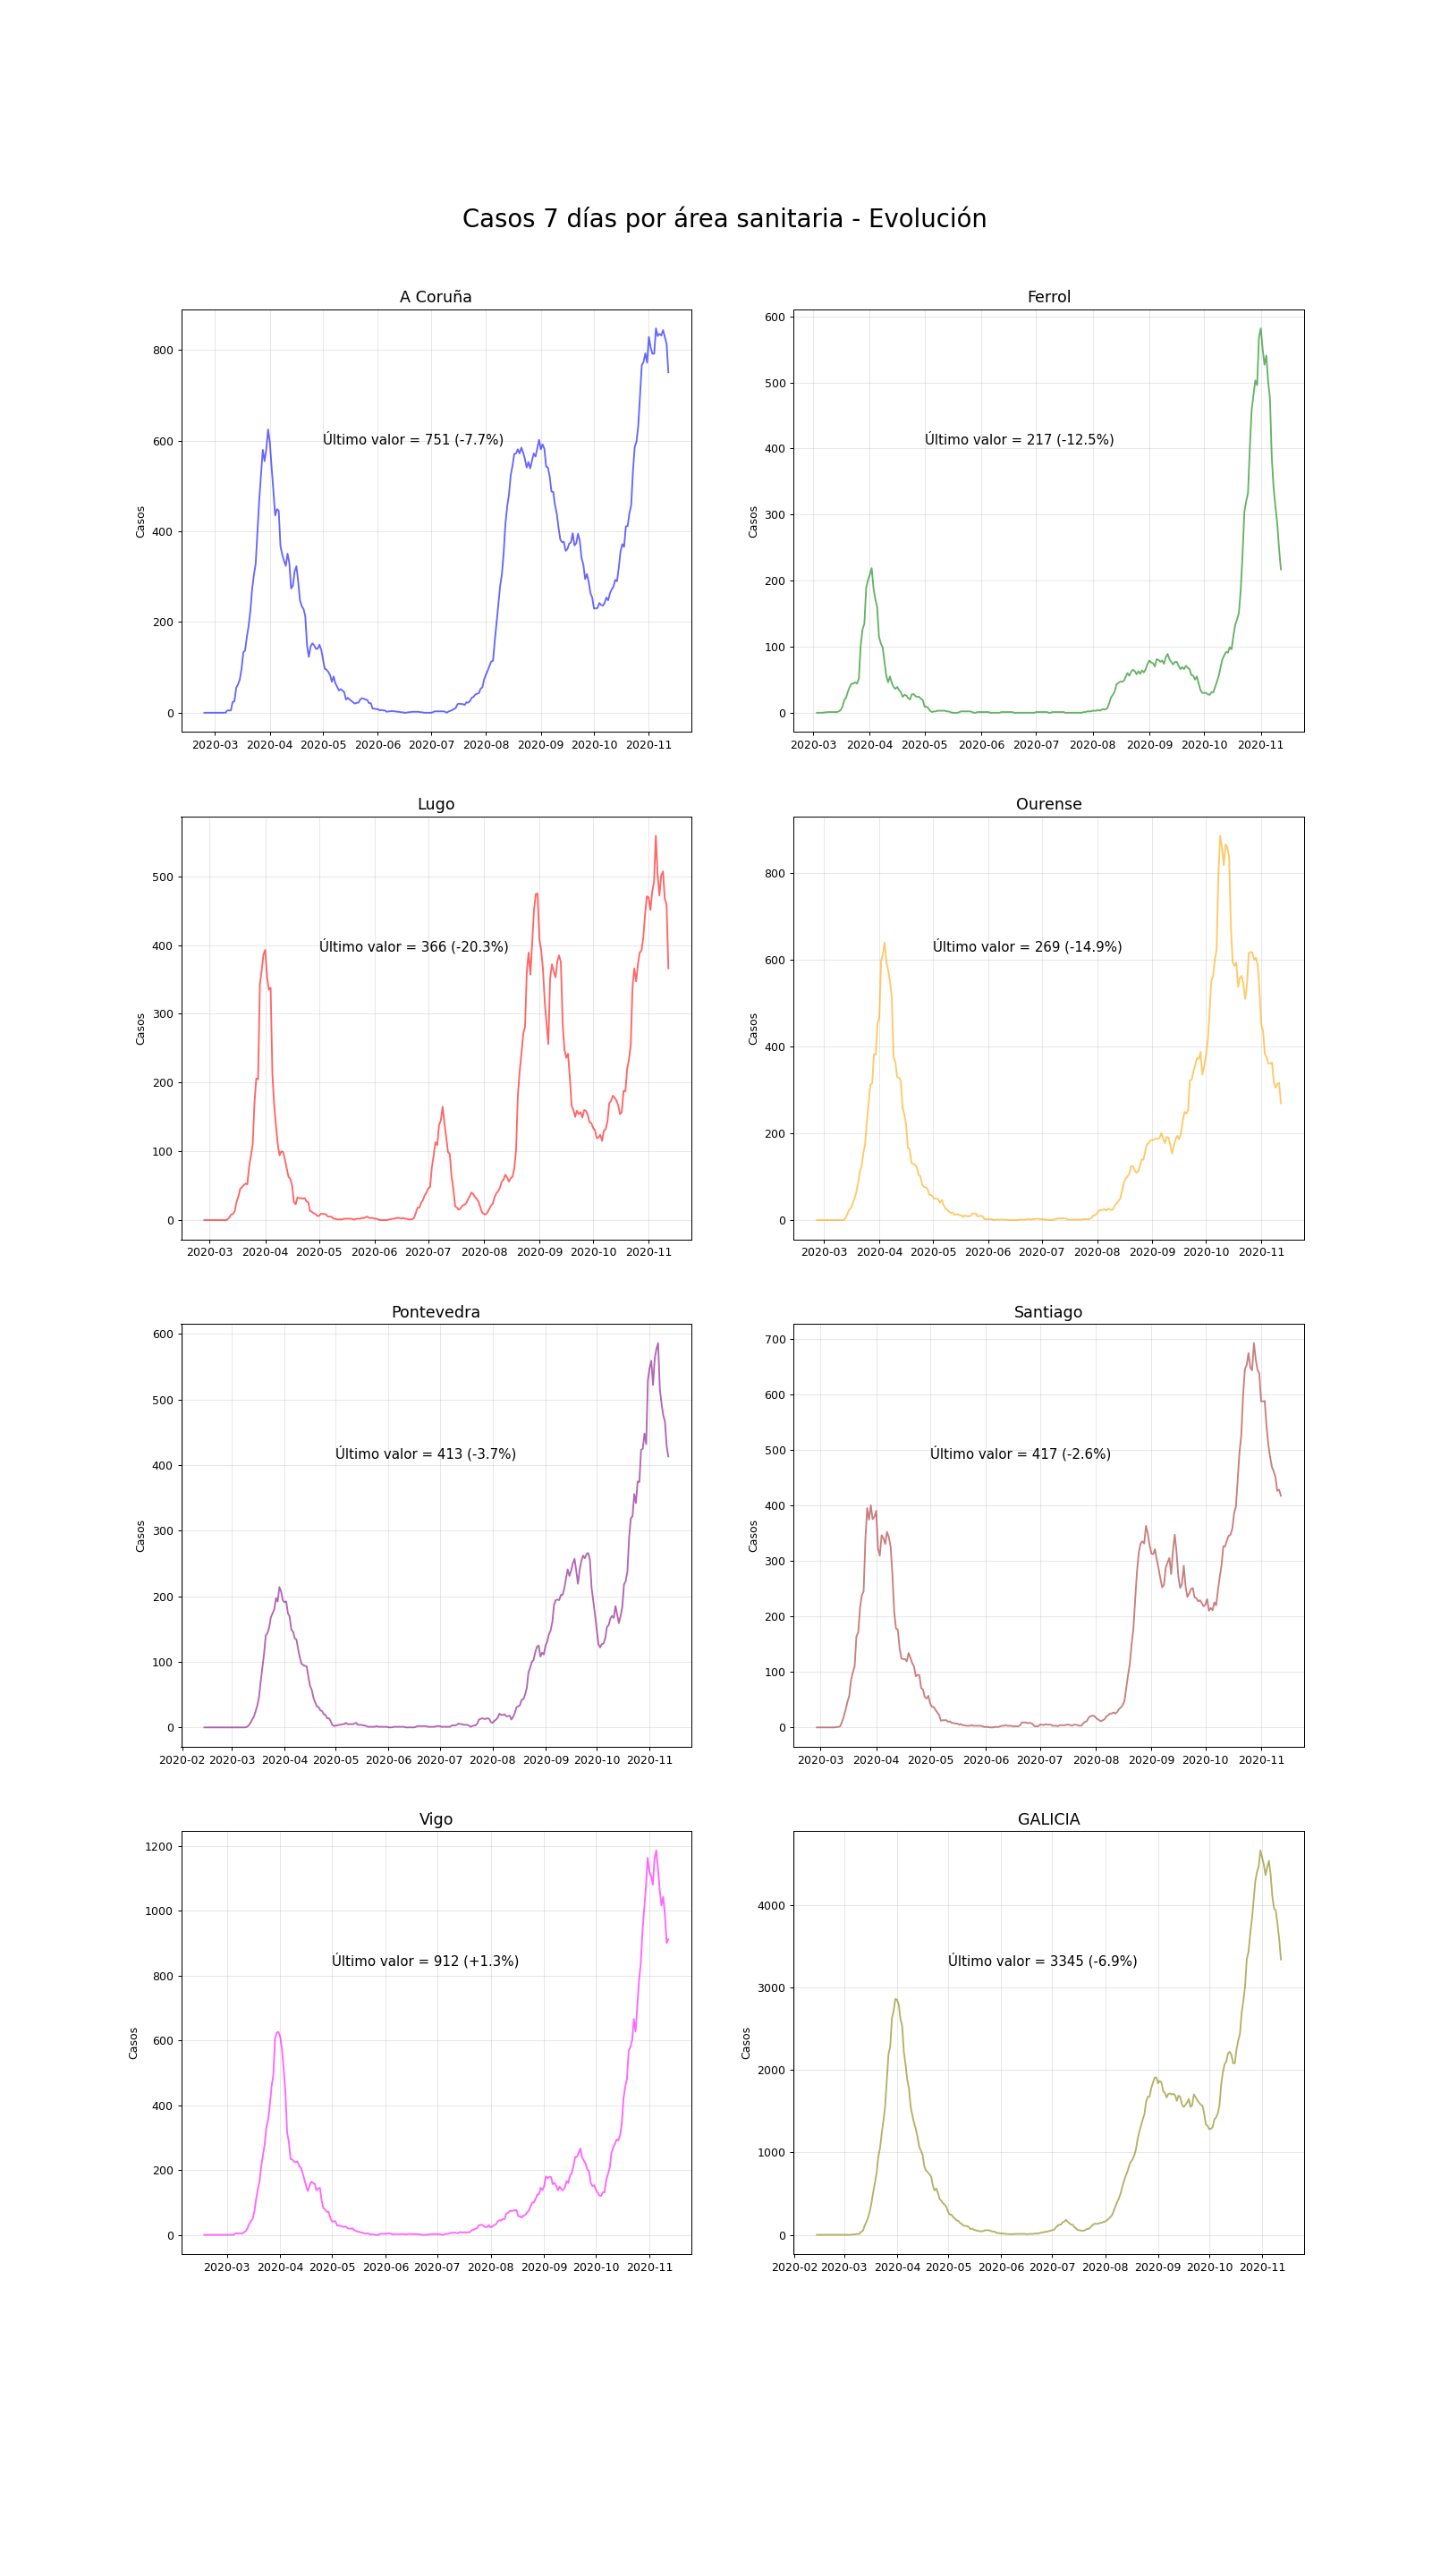 Casos 7 días por área sanitaria - Evolución
A Coruña
800
600
400
200
0
Casos
Último valor = 751 (-7.7%)
2020-03 2020-04 2020-05 2020-06 2020-07 2020-08 2020-09 2020-10 2020-11
Ferrol
600
500
400
300
200
100
0
Casos
Último valor = 217 (-12.5%)
2020-03 2020-04 2020-05 2020-06 2020-07 2020-08 2020-09 2020-10 2020-11
Lugo
500
400
300
200
100
0
Casos
Último valor = 366 (-20.3%)
2020-03 2020-04 2020-05 2020-06 2020-07 2020-08 2020-09 2020-10 2020-11
Ourense
800
600
400
200
0
Casos
Último valor = 269 (-14.9%)
2020-03 2020-04 2020-05 2020-06 2020-07 2020-08 2020-09 2020-10 2020-11
Pontevedra
600
500
400
300
200
100
0
Casos
Último valor = 413 (-3.7%)
2020-02 2020-03 2020-04 2020-05 2020-06 2020-07 2020-08 2020-09 2020-10 2020-11
Santiago
700
600
500
400
300
200
100
0
Casos
Último valor = 417 (-2.6%)
2020-03 2020-04 2020-05 2020-06 2020-07 2020-08 2020-09 2020-10 2020-11
Vigo
1200
1000
800
600
400
200
0
Casos
Último valor = 912 (+1.3%)
2020-03 2020-04 2020-05 2020-06 2020-07 2020-08 2020-09 2020-10 2020-11
GALICIA
4000
3000
2000
1000
0
Casos
Último valor = 3345 (-6.9%)
2020-02 2020-03 2020-04 2020-05 2020-06 2020-07 2020-08 2020-09 2020-10 2020-11